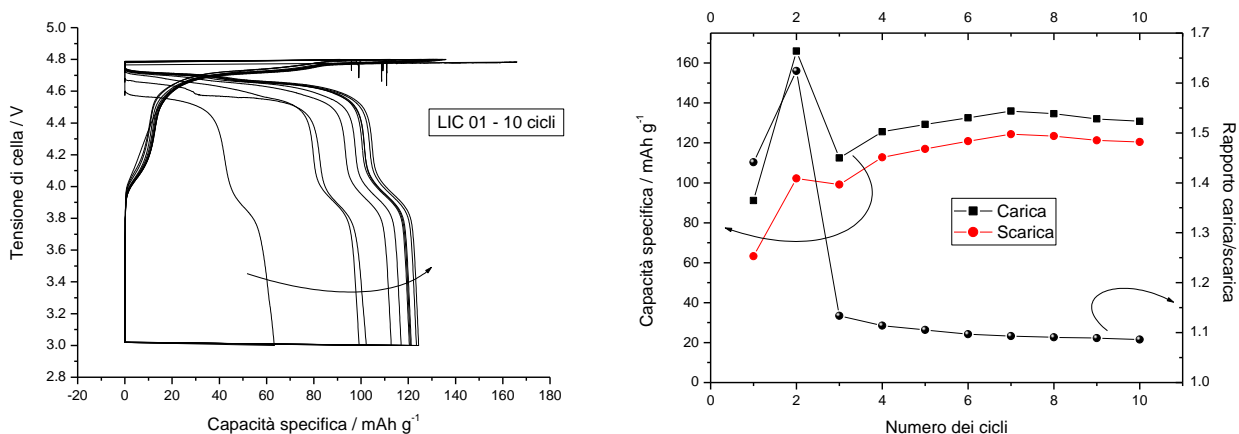 5.0
4.8
4.6
4.4
4.2
4.0
3.8
3.6
3.4
3.2
3.0
2.8
-20 0 20 40 60 80 100 120 140 160 180
Tensione di cella / V
Capacità specifica / mAh g⁻¹
LIC 01 - 10 cicli
0 2 4 6 8 10
160
140
120
100
80
60
40
20
0
Capacità specifica / mAh g⁻¹
Carica
Scarica
1.7
1.6
1.5
1.4
1.3
1.2
1.1
1.0
Rapporto carica/scarica
0 2 4 6 8 10
Numero dei cicli